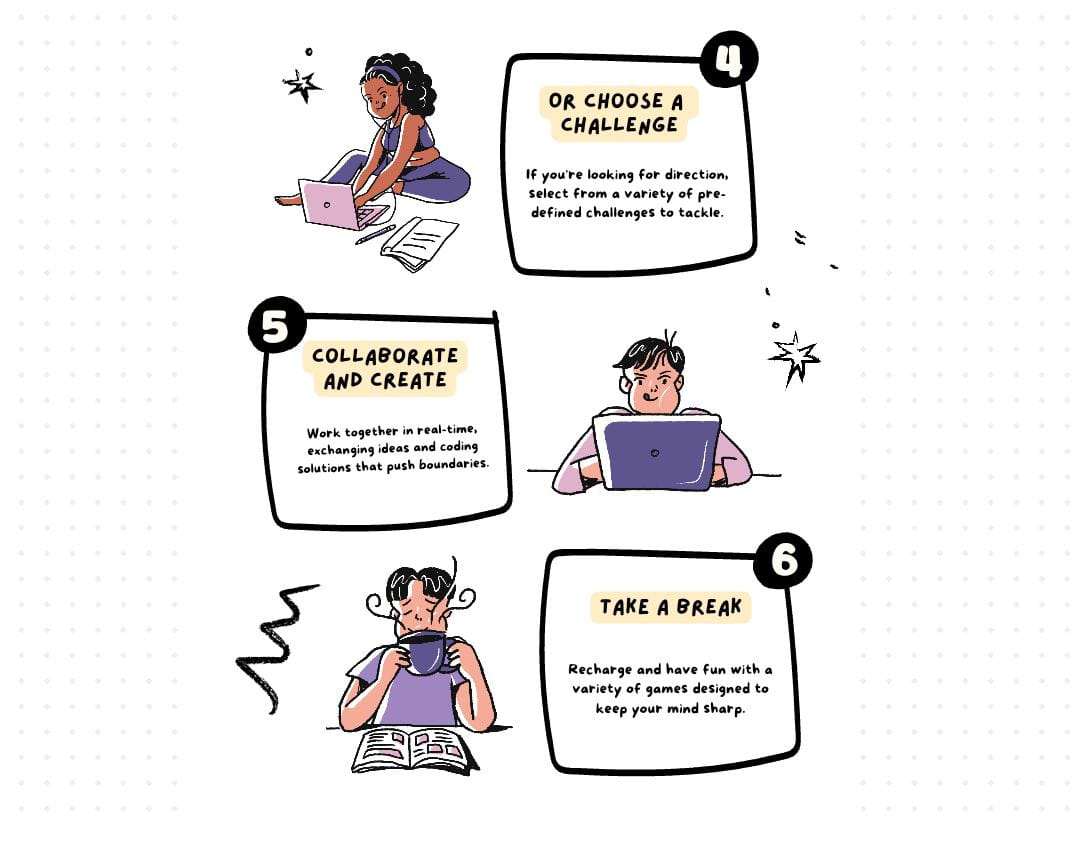 4
OR CHOOSE A
CHALLENGE
If you're looking for direction,
select from a variety of pre-
defined challenges to tackle.
5
COLLABORATE
AND CREATE
Work together in real-time,
exchanging ideas and coding
solutions that push boundaries.
6
TAKE A BREAK
Recharge and have fun with a
variety of games designed to
keep your mind sharp.